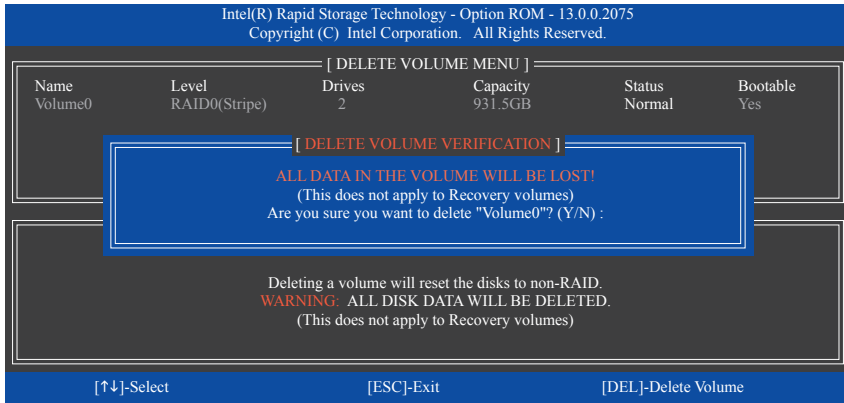 Intel(R) Rapid Storage Technology - Option ROM - 13.0.0.2075
Copyright (C) Intel Corporation. All Rights Reserved.
[ DELETE VOLUME MENU ]
Name Level Drives Capacity Status Bootable
Volume0 RAID0(Stripe) 2 931.5GB Normal Yes
[ DELETE VOLUME VERIFICATION ]
ALL DATA IN THE VOLUME WILL BE LOST!
(This does not apply to Recovery volumes)
Are you sure you want to delete "Volume0"? (Y/N) :
Deleting a volume will reset the disks to non-RAID.
WARNING: ALL DISK DATA WILL BE DELETED.
(This does not apply to Recovery volumes)
[↑↓]-Select [ESC]-Exit [DEL]-Delete Volume